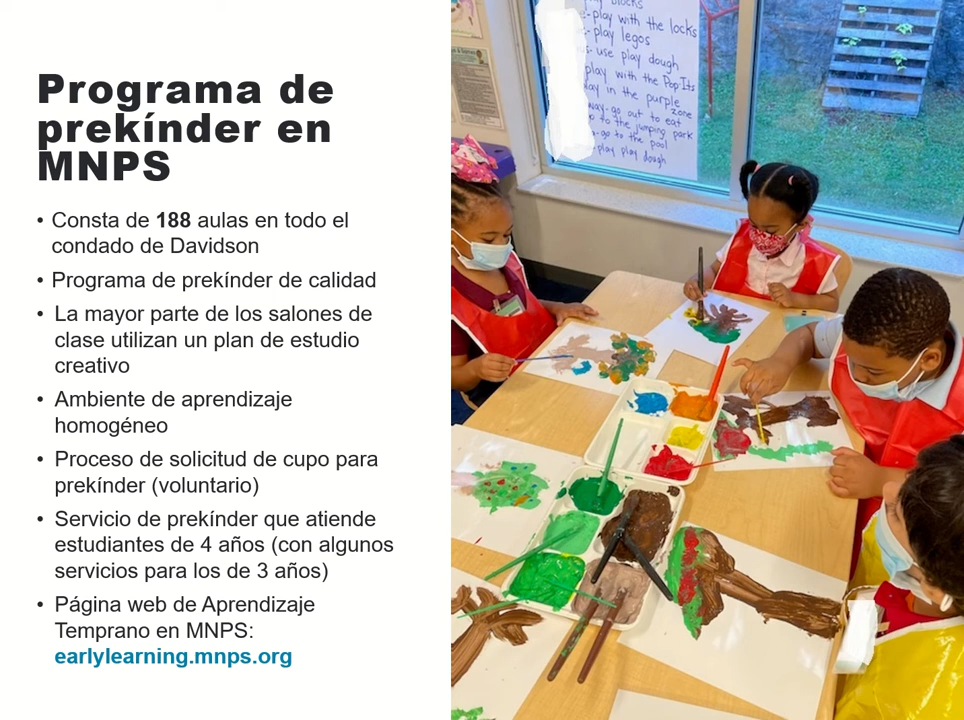 Programa de
prekínder en
MNPS
• Consta de 188 aulas en todo el
condado de Davidson
• Programa de prekínder de calidad
• La mayor parte de los salones de
clase utilizan un plan de estudio
creativo
• Ambiente de aprendizaje
homogéneo
• Proceso de solicitud de cupo para
prekínder (voluntario)
• Servicio de prekínder que atiende
estudiantes de 4 años (con algunos
servicios para los de 3 años)
• Página web de Aprendizaje
Temprano en MNPS:
earlylearning.mnps.org
play blocks
play with the locks
play legos
use play dough
play with the Pop-Its
in the purple
zone
go out to eat
to the jumping park
go to the pool
play play dough